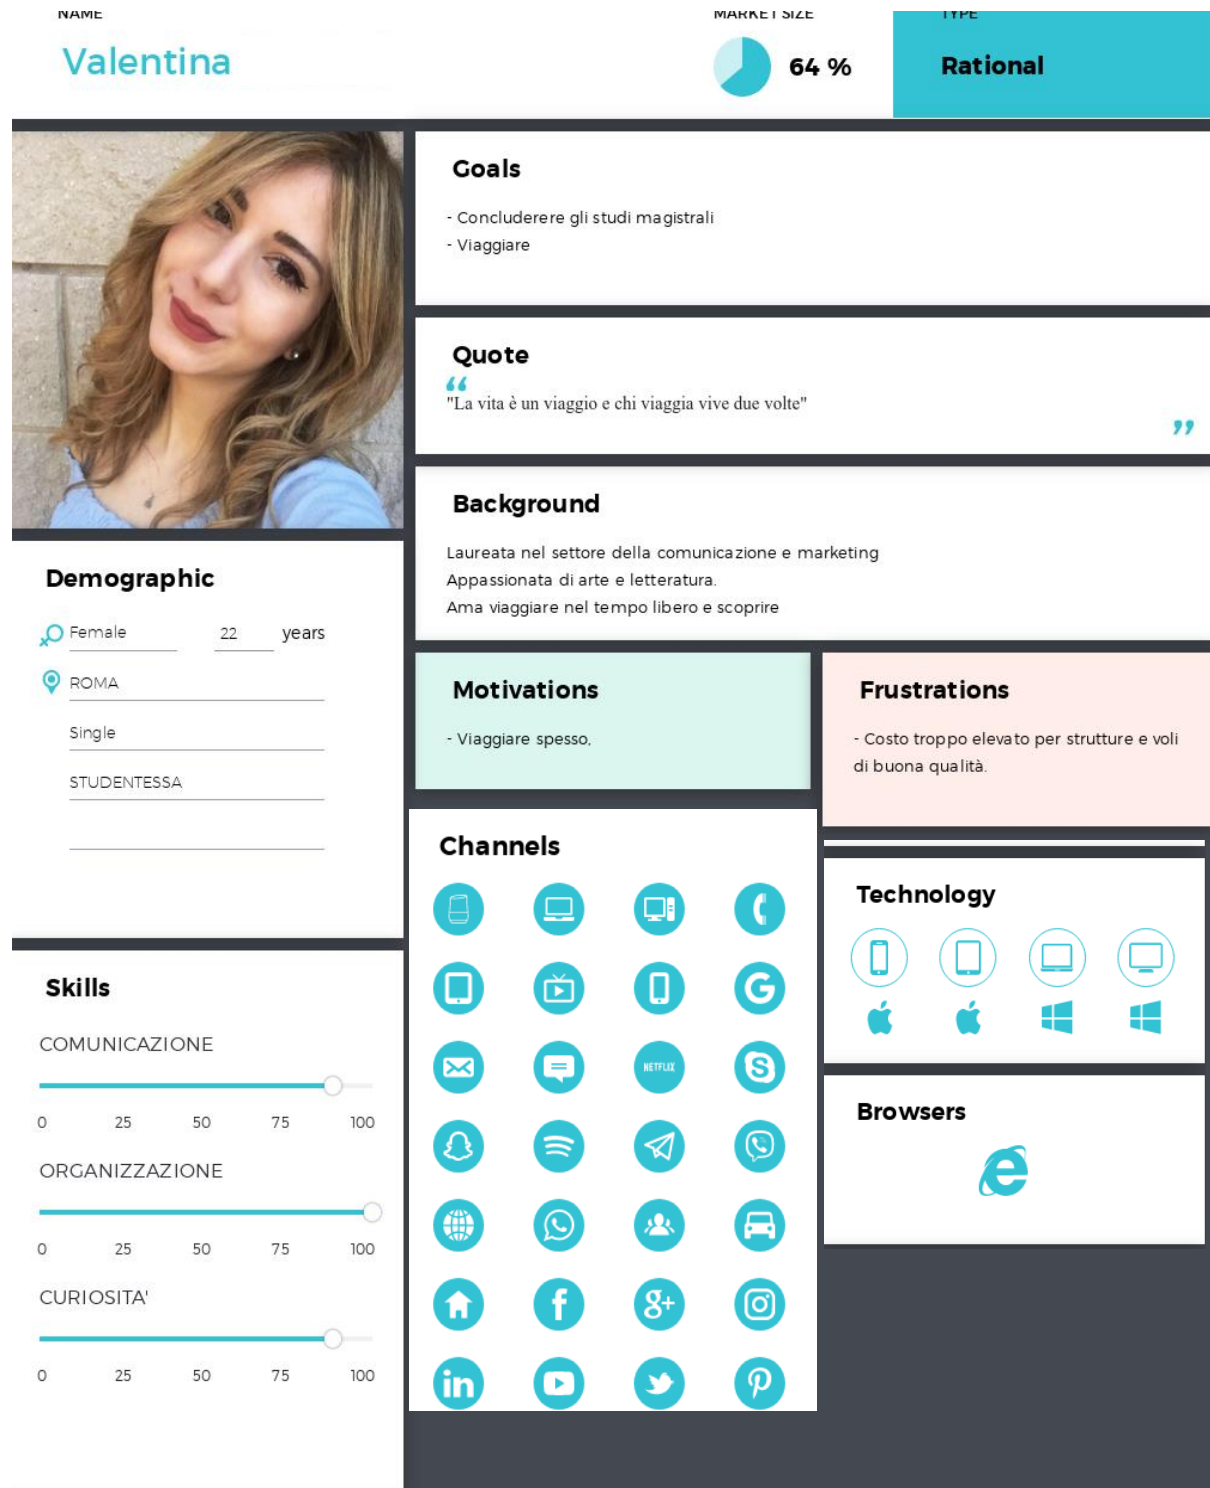 NAME
Valentina
MARKET SIZE
64 %
TYPE
Rational
Goals
- Concluderere gli studi magistrali
- Viaggiare
Quote
“
"La vita è un viaggio e chi viaggia vive due volte"
”
Background
Laureata nel settore della comunicazione e marketing
Appassionata di arte e letteratura.
Ama viaggiare nel tempo libero e scoprire
Demographic
Female 22 years
ROMA
Single
STUDENTESSA
Motivations
- Viaggiare spesso,
Frustrations
- Costo troppo elevato per strutture e voli
di buona qualità.
Skills
COMUNICAZIONE
0 25 50 75 100
ORGANIZZAZIONE
0 25 50 75 100
CURIOSITA'
0 25 50 75 100
Channels
G
NETFLIX
S
f
g+
in
Technology
Browsers